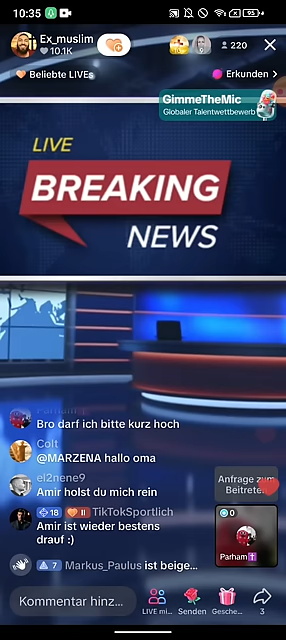 10:35
Ex_muslim
10.1K
220
Beliebte LIVEs
Erkunden >
GimmeTheMic
Globaler Talentwettbewerb
LIVE
BREAKING
NEWS
Bro darf ich bitte kurz hoch
Colt
@MARZENA hallo oma
ei2nene9
Amir holst du mich rein
18 11 TikTokSportlich
Amir ist wieder bestens
drauf :)
7 Markus_Paulus ist beige...
Anfrage zum
Beitreten
0
Parham✝️
Kommentar hinz...
LIVE mi...
Senden
Gesche...
3